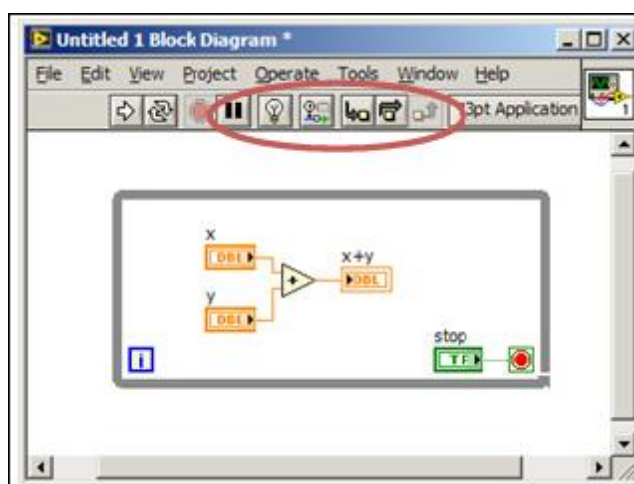 Untitled 1 Block Diagram *
File Edit View Project Operate Tools Window Help
3pt Application
1
x
DBL
x+y
DBL
y
DBL
stop
TF
i